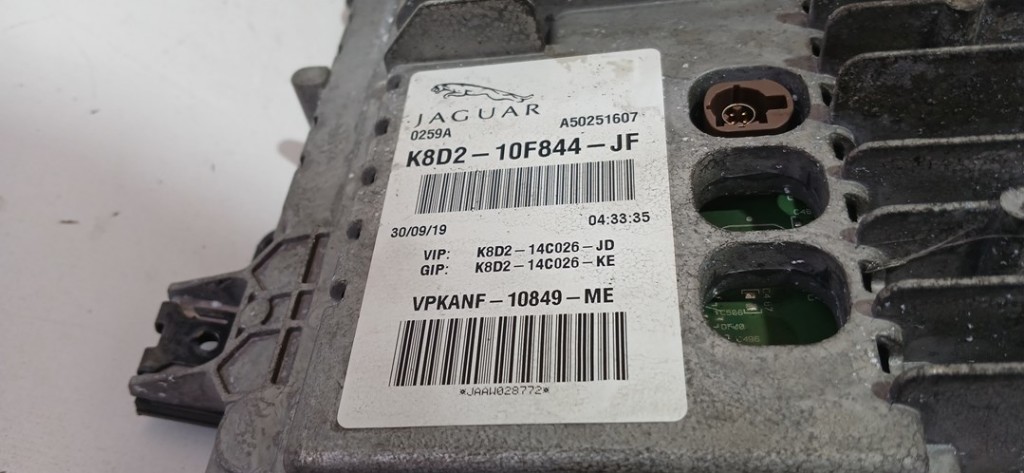 JAGUAR
0259A A50251607
K8D2-10F844-JF
30/09/19 04:33:35
VIP: K8D2-14C026-JD
GIP: K8D2-14C026-KE
VPKANF-10849-ME
*JAAW028772*